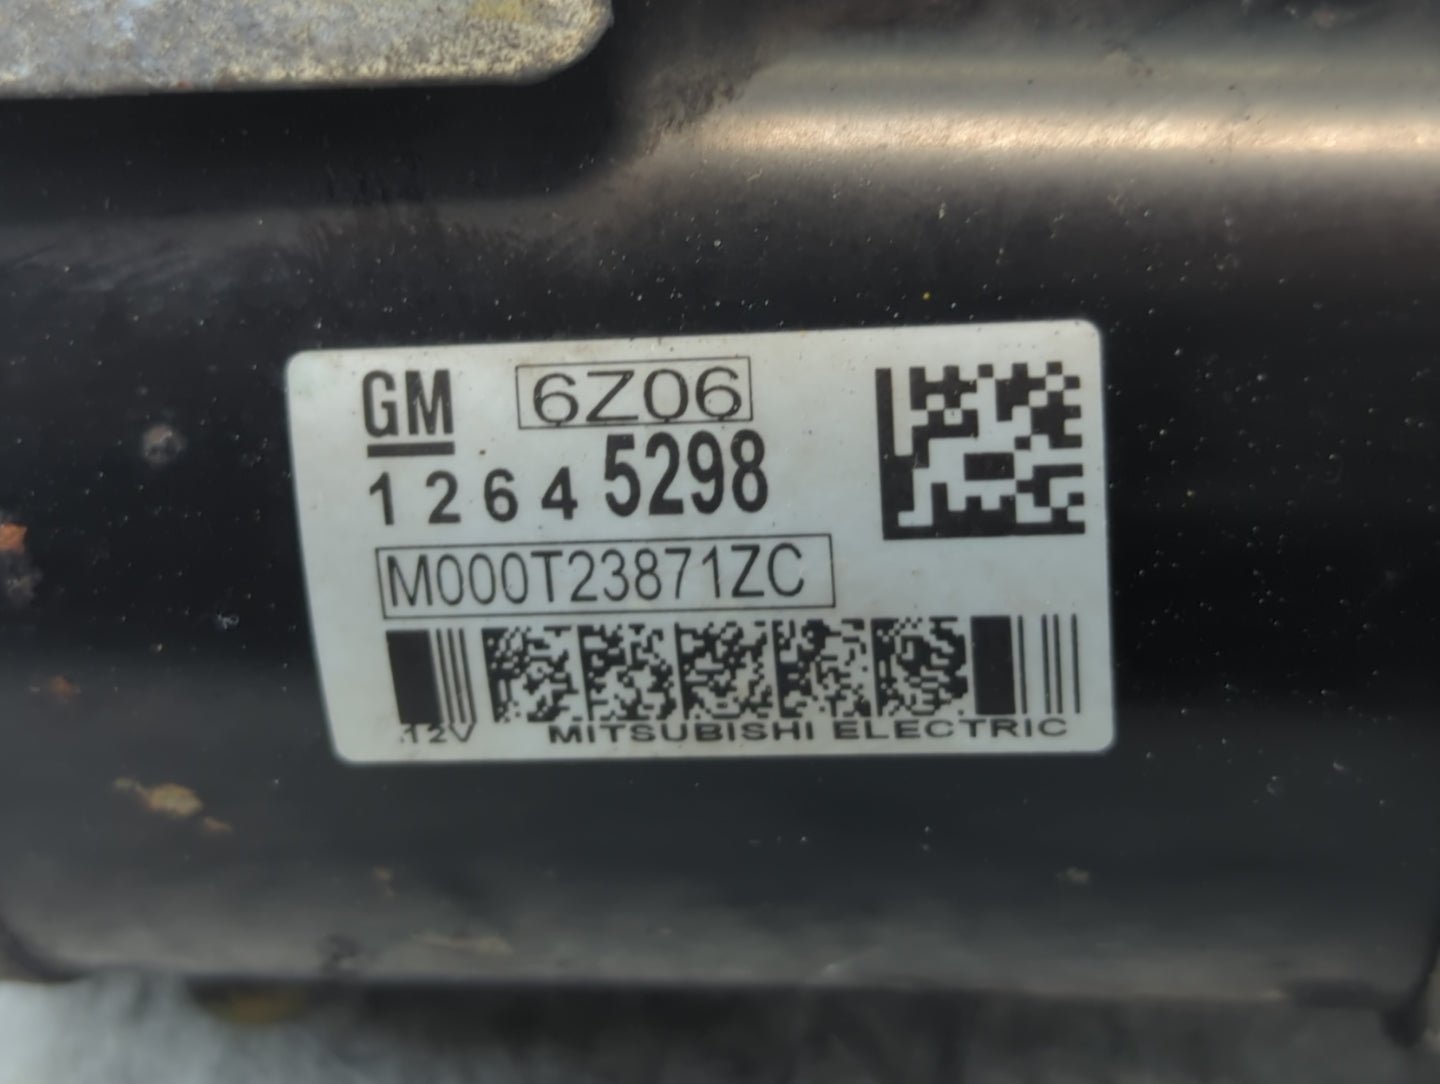 GM 6Z06
12645298
M000T23871ZC
12V MITSUBISHI ELECTRIC